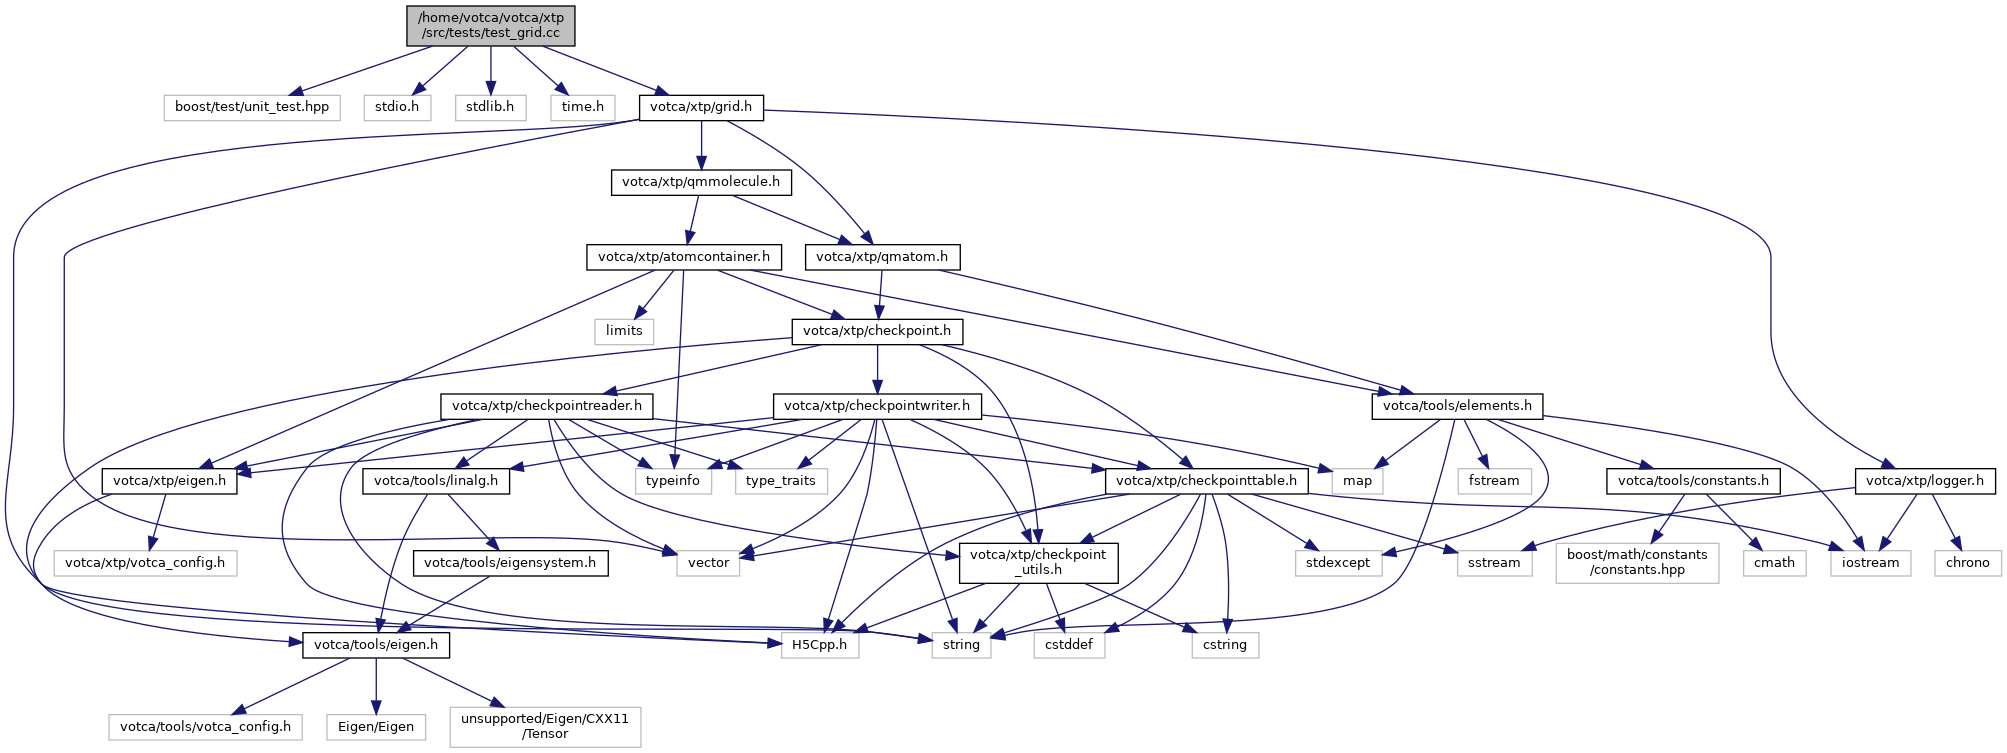 /home/votca/votca/xtp
/src/tests/test_grid.cc
boost/test/unit_test.hpp
stdio.h
stdlib.h
time.h
votca/xtp/grid.h
votca/xtp/qmmolecule.h
votca/xtp/atomcontainer.h
votca/xtp/qmatom.h
limits
votca/xtp/checkpoint.h
votca/xtp/checkpointreader.h
votca/xtp/checkpointwriter.h
votca/tools/elements.h
votca/xtp/eigen.h
votca/tools/linalg.h
typeinfo
type_traits
votca/xtp/checkpointtable.h
map
fstream
votca/tools/constants.h
votca/xtp/logger.h
votca/xtp/votca_config.h
votca/tools/eigensystem.h
vector
votca/xtp/checkpoint
_utils.h
stdexcept
sstream
boost/math/constants
/constants.hpp
cmath
iostream
chrono
votca/tools/eigen.h
H5Cpp.h
string
cstddef
cstring
votca/tools/votca_config.h
Eigen/Eigen
unsupported/Eigen/CXX11
/Tensor